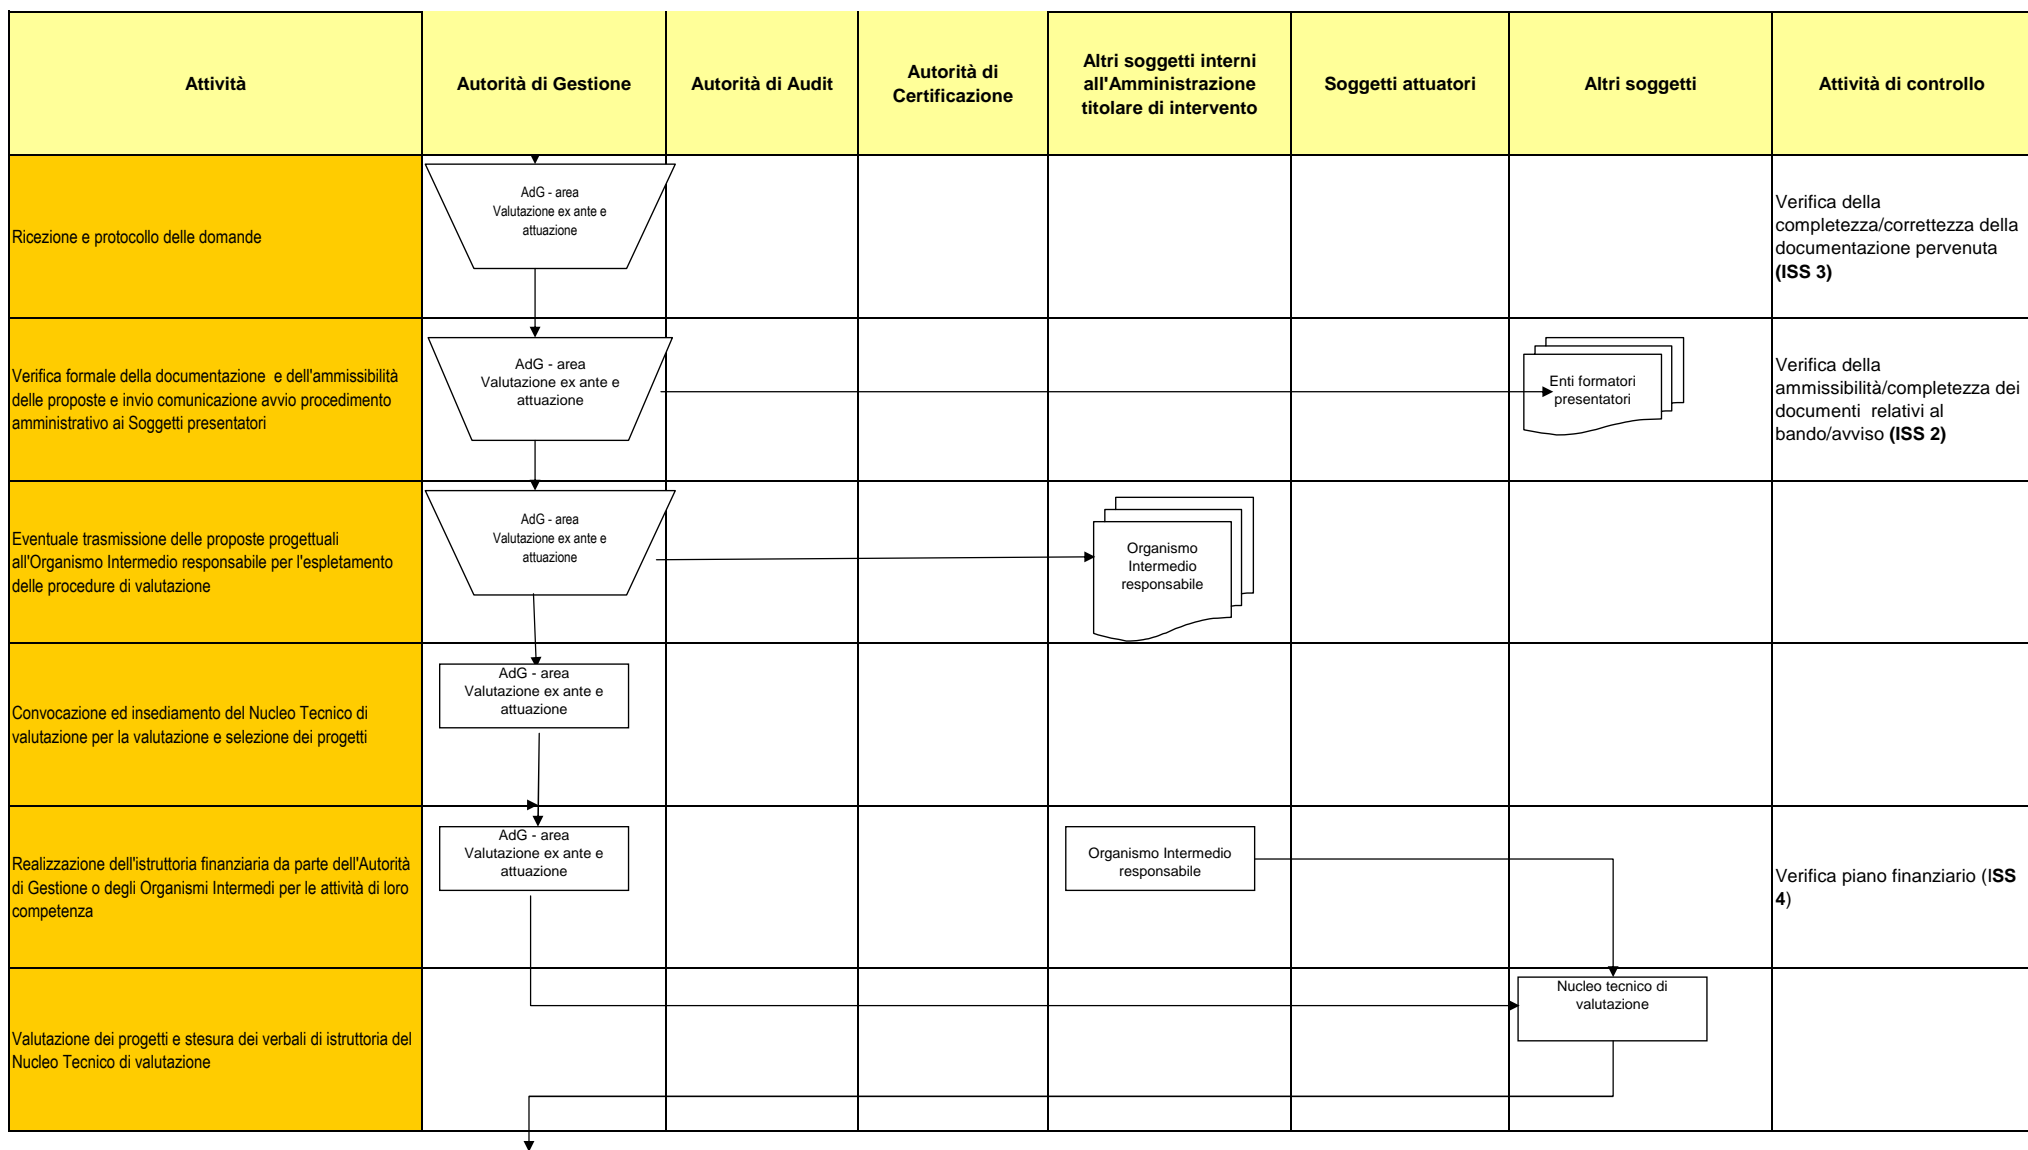 Attività
Autorità di Gestione
Autorità di Audit
Autorità di
Certificazione
Altri soggetti interni
all'Amministrazione
titolare di intervento
Soggetti attuatori
Altri soggetti
Attività di controllo
Ricezione e protocollo delle domande
AdG - area
Valutazione ex ante e
attuazione
Verifica della
completezza/correttezza della
documentazione pervenuta
(ISS 3)
Verifica formale della documentazione  e dell'ammissibilità
delle proposte e invio comunicazione avvio procedimento
amministrativo ai Soggetti presentatori
AdG - area
Valutazione ex ante e
attuazione
Enti formatori
presentatori
Verifica della
ammissibilità/completezza dei
documenti  relativi al
bando/avviso (ISS 2)
Eventuale trasmissione delle proposte progettuali
all'Organismo Intermedio responsabile per l'espletamento
delle procedure di valutazione
AdG - area
Valutazione ex ante e
attuazione
Organismo
Intermedio
responsabile
Convocazione ed insediamento del Nucleo Tecnico di
valutazione per la valutazione e selezione dei progetti
AdG - area
Valutazione ex ante e
attuazione
Realizzazione dell'istruttoria finanziaria da parte dell'Autorità
di Gestione o degli Organismi Intermedi per le attività di loro
competenza
AdG - area
Valutazione ex ante e
attuazione
Organismo Intermedio
responsabile
Verifica piano finanziario (ISS
4)
Valutazione dei progetti e stesura dei verbali di istruttoria del
Nucleo Tecnico di valutazione
Nucleo tecnico di
valutazione